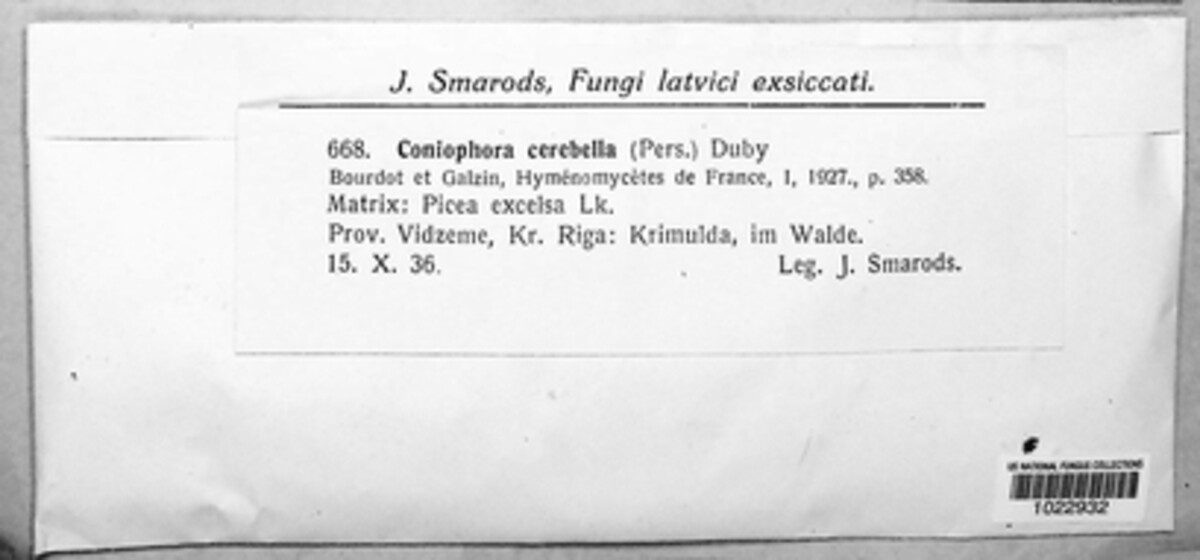 J. Smarods, Fungi latvici exsiccati.
668. Coniophora cerebella (Pers.) Duby
Bourdot et Galzin, Hyménomycètes de France, I, 1927., p. 358.
Matrix: Picea excelsa Lk.
Prov. Vidzeme, Kr. Riga: Krimulda, im Walde.
15. X. 36. Leg. J. Smarods.
US NATIONAL FUNGUS COLLECTIONS
1022932